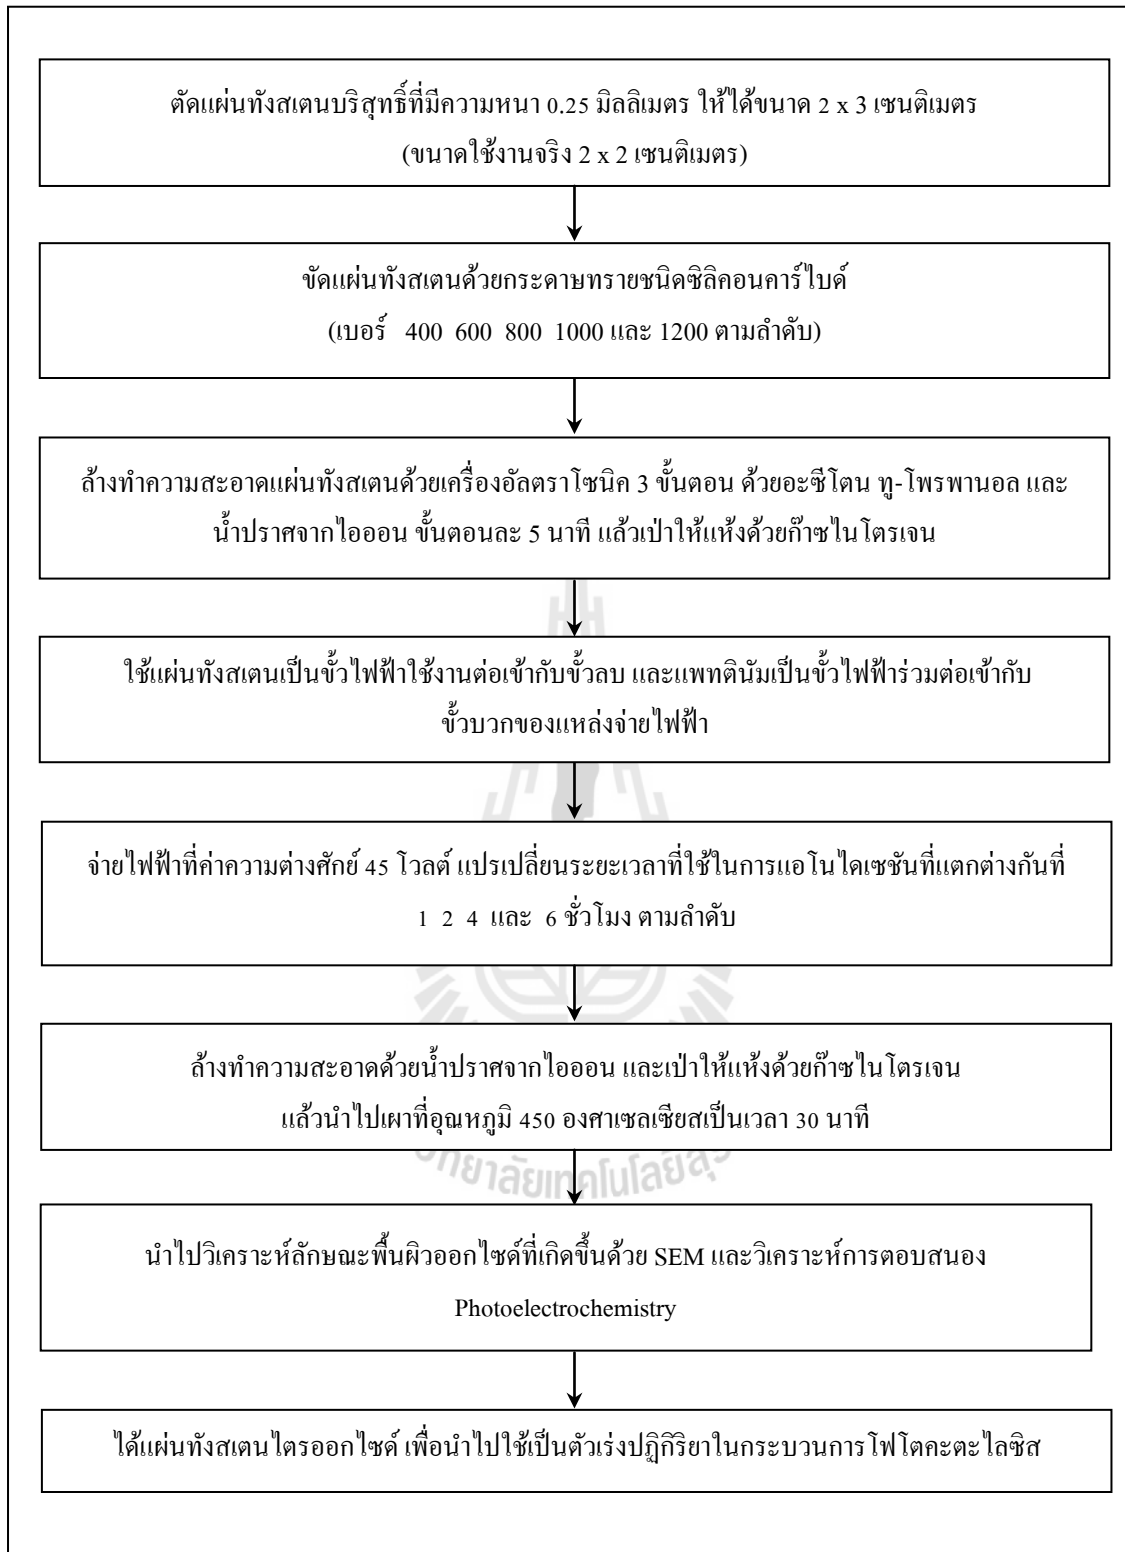 ตัดแผ่นทังสเตนบริสุทธิ์ที่มีความหนา 0.25 มิลลิเมตร ให้ได้ขนาด 2 x 3 เซนติเมตร
(ขนาดใช้งานจริง 2 x 2 เซนติเมตร)
ขัดแผ่นทังสเตนด้วยกระดาษทรายชนิดซิลิคอนคาร์ไบด์
(เบอร์ 400 600 800 1000 และ 1200 ตามลำดับ)
ล้างทำความสะอาดแผ่นทังสเตนด้วยเครื่องอัลตราโซนิค 3 ขั้นตอน ด้วยอะซีโตน ทู-โพรพานอล และ
น้ำปราศจากไอออน ขั้นตอนละ 5 นาที แล้วเป่าให้แห้งด้วยก๊าซไนโตรเจน
ใช้แผ่นทังสเตนเป็นขั้วไฟฟ้าใช้งานต่อเข้ากับขั้วลบ และแพททินัมเป็นขั้วไฟฟ้าร่วมต่อเข้ากับ
ขั้วบวกของแหล่งจ่ายไฟฟ้า
จ่ายไฟฟ้าที่ค่าความต่างศักย์ 45 โวลต์ แปรเปลี่ยนระยะเวลาที่ใช้ในการแอโนไดเซชันที่แตกต่างกันที่
1 2 4 และ 6 ชั่วโมง ตามลำดับ
ล้างทำความสะอาดด้วยน้ำปราศจากไอออน และเป่าให้แห้งด้วยก๊าซไนโตรเจน
แล้วนำไปเผาที่อุณหภูมิ 450 องศาเซลเซียสเป็นเวลา 30 นาที
นำไปวิเคราะห์ลักษณะพื้นผิวออกไซด์ที่เกิดขึ้นด้วย SEM และวิเคราะห์การตอบสนอง
Photoelectrochemistry
ได้แผ่นทังสเตนไตรออกไซด์ เพื่อนำไปใช้เป็นตัวเร่งปฏิกิริยาในกระบวนการโฟโตคะตะไลซิส